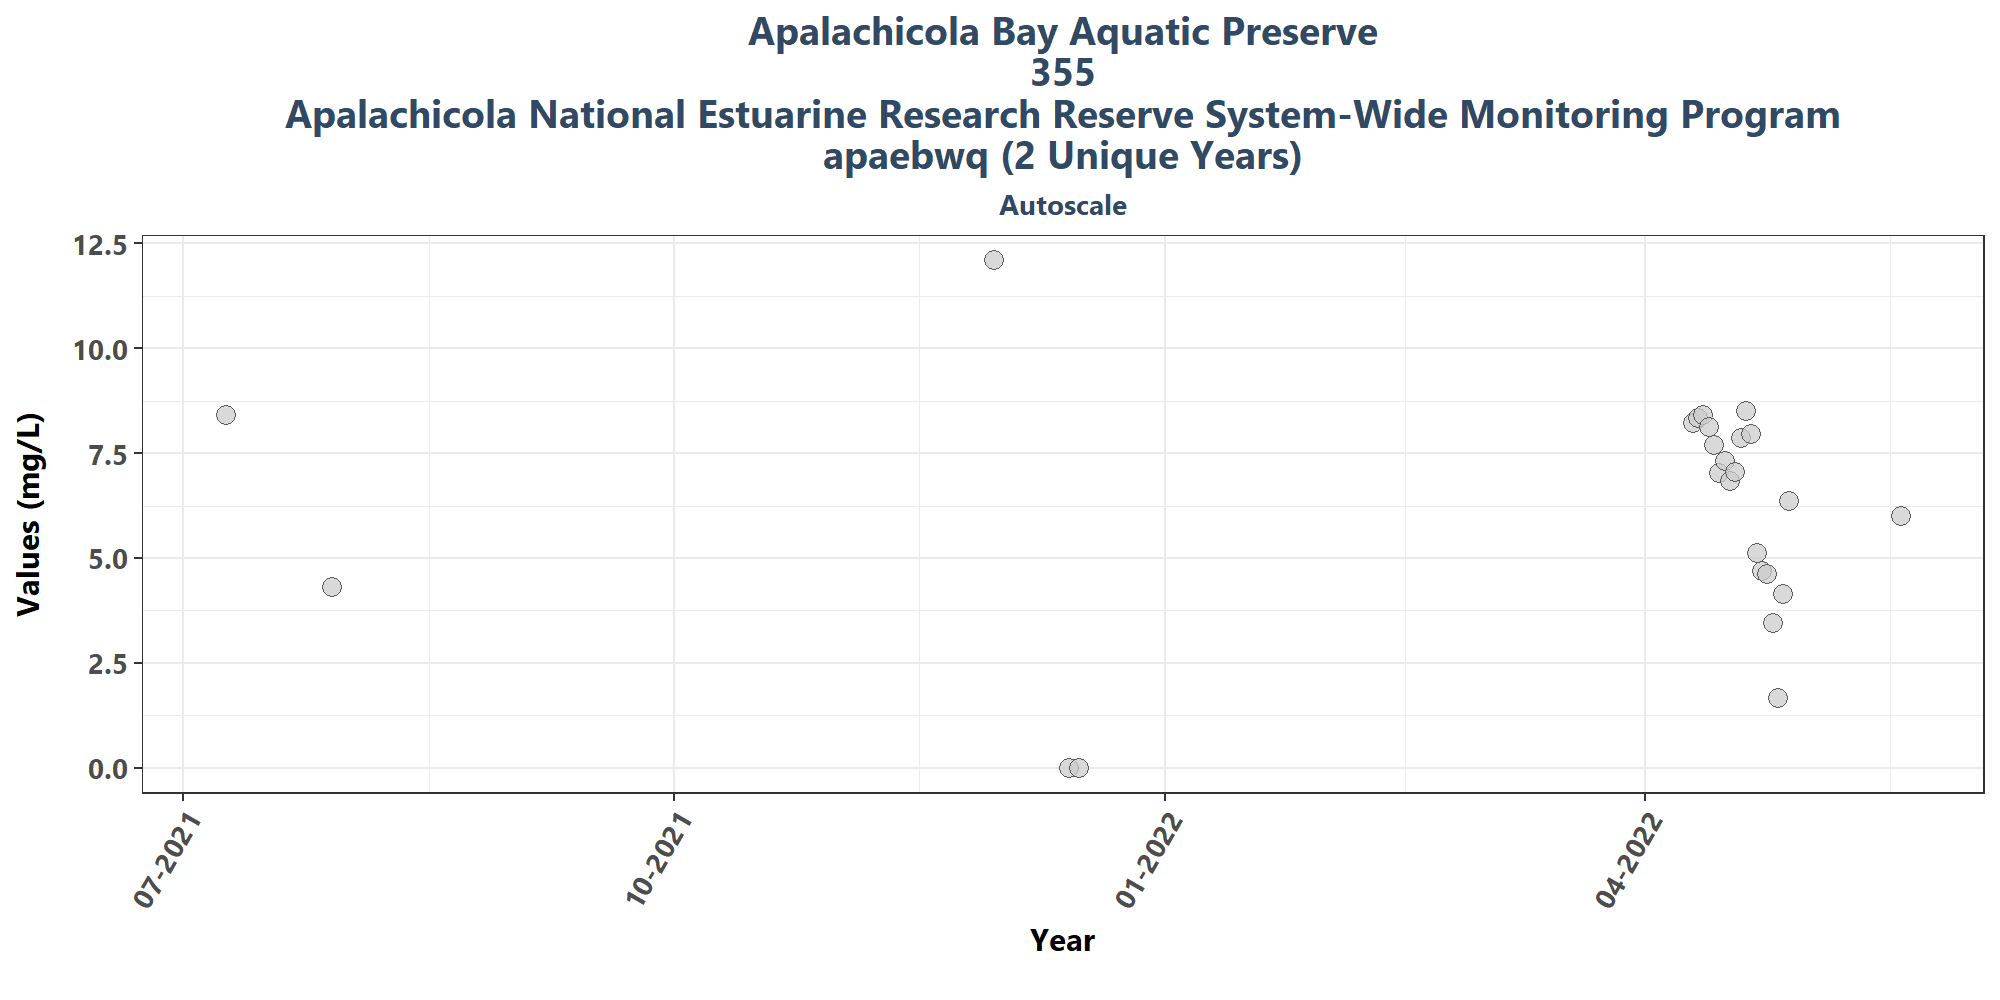 Apalachicola Bay Aquatic Preserve
355
Apalachicola National Estuarine Research Reserve System-Wide Monitoring Program
apaebwq (2 Unique Years)
Autoscale
12.5
10.0
7.5
5.0
2.5
0.0
Values (mg/L)
07-2021
10-2021
01-2022
04-2022
Year